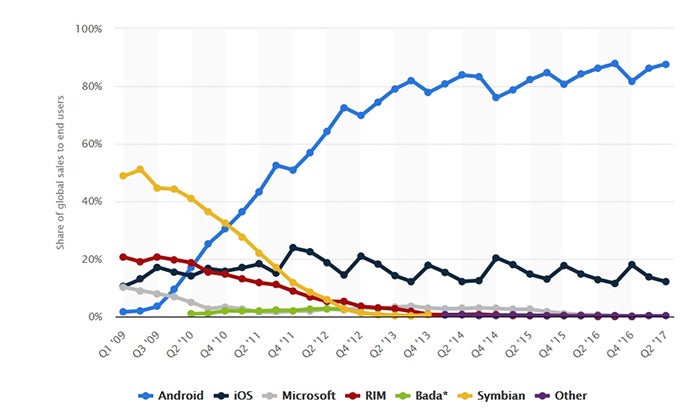 100%
80%
60%
40%
20%
0%
Share of global sales to end users
Q1 '09
Q3 '09
Q2 '10
Q4 '10
Q2 '11
Q4 '11
Q2 '12
Q4 '12
Q2 '13
Q4 '13
Q2 '14
Q4 '14
Q2 '15
Q4 '15
Q2 '16
Q4 '16
Q2 '17
Android iOS Microsoft RIM Bada* Symbian Other